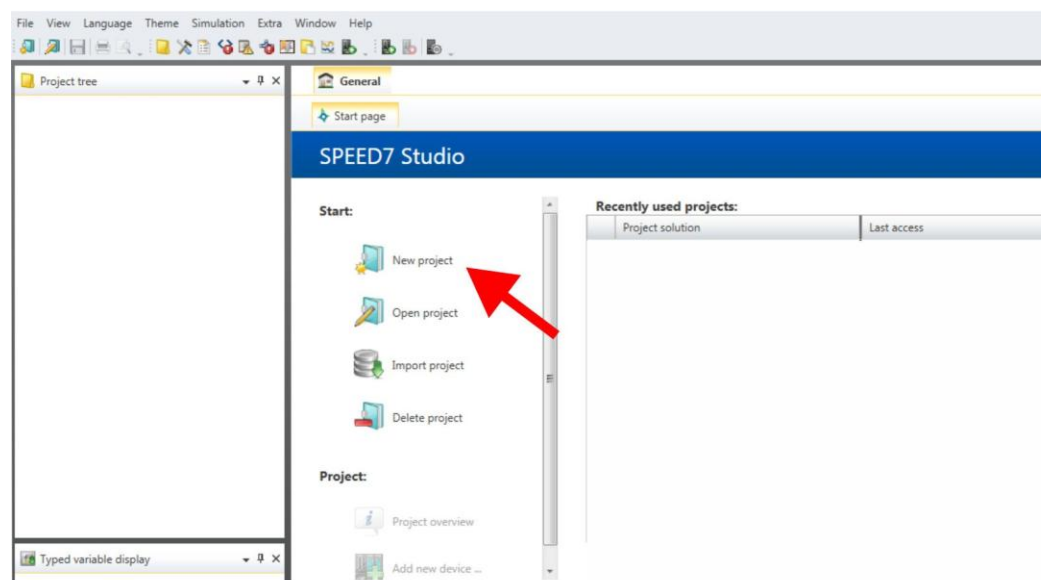 File View Language Theme Simulation Extra Window Help
Project tree
General
Start page
SPEED7 Studio
Start:
Recently used projects:
Project solution Last access
New project
Open project
Import project
Delete project
Project:
Project overview
Typed variable display
Add new device ...